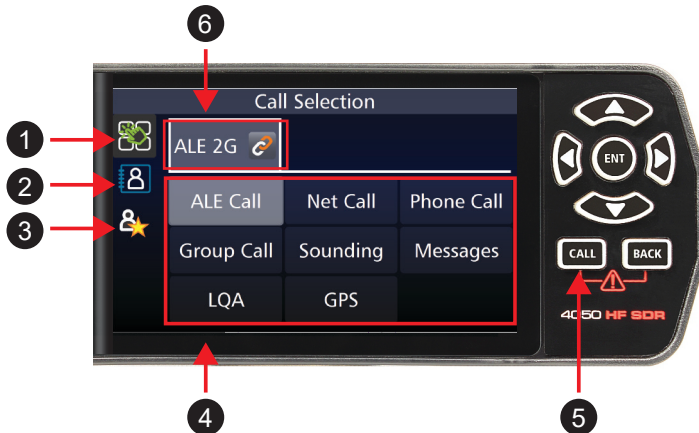 6
Call Selection
1
ALE 2G
2
ALE Call Net Call Phone Call
3
Group Call Sounding Messages
LQA GPS
ENT
CALL BACK
4050 HF SDR
4
5